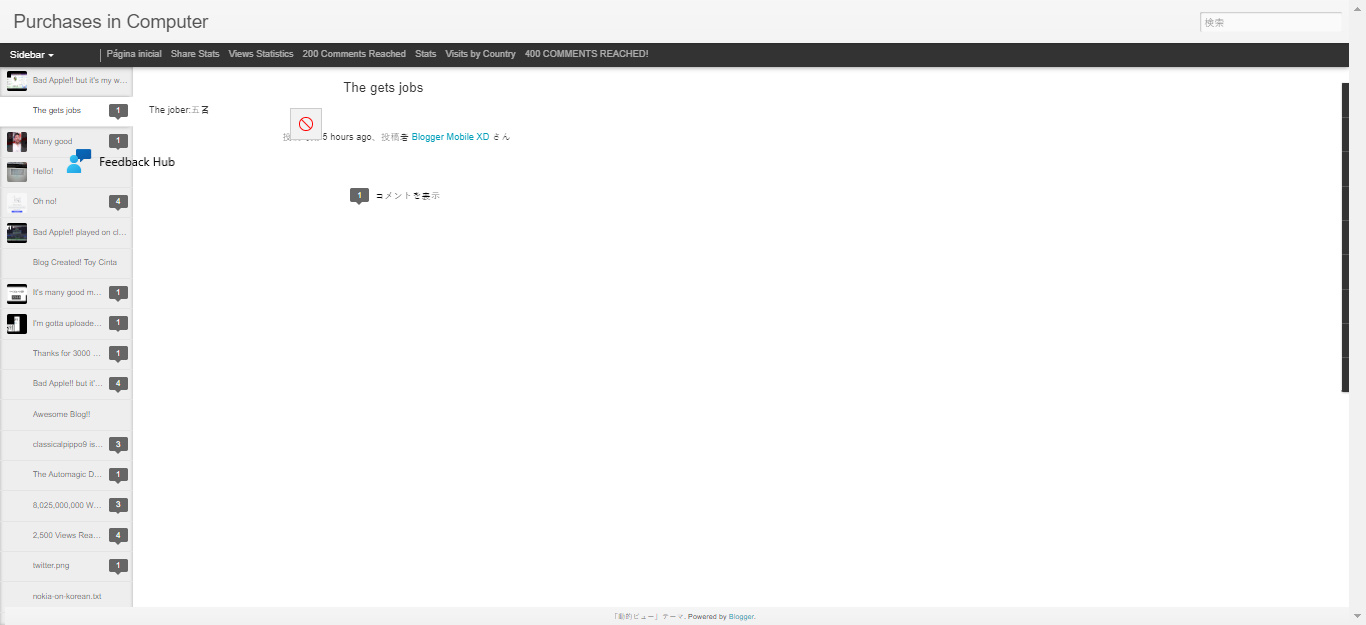 Purchases in Computer
検索
Sidebar
Página inicial Share Stats Views Statistics 200 Comments Reached Stats Visits by Country 400 COMMENTS REACHED!
Bad Apple!! but it's my w...
The gets jobs 1
Many good 1
Hello!
Feedback Hub
Oh no! 4
Bad Apple!! played on cl...
Blog Created! Toy Cinta
It's many good m... 1
I'm gotta uploade... 1
Thanks for 3000 ... 1
Bad Apple!! but it'... 4
Awesome Blog!!
classicalpippo9 is... 3
The Automagic D... 1
8,025,000,000 W... 3
2,500 Views Rea... 4
twitter.png 1
nokia-on-korean.txt
The gets jobs
The jober:五
5 hours ago、投稿者 Blogger Mobile XD さん
1 コメントを表示
「動的ビュー」テーマ. Powered by Blogger.